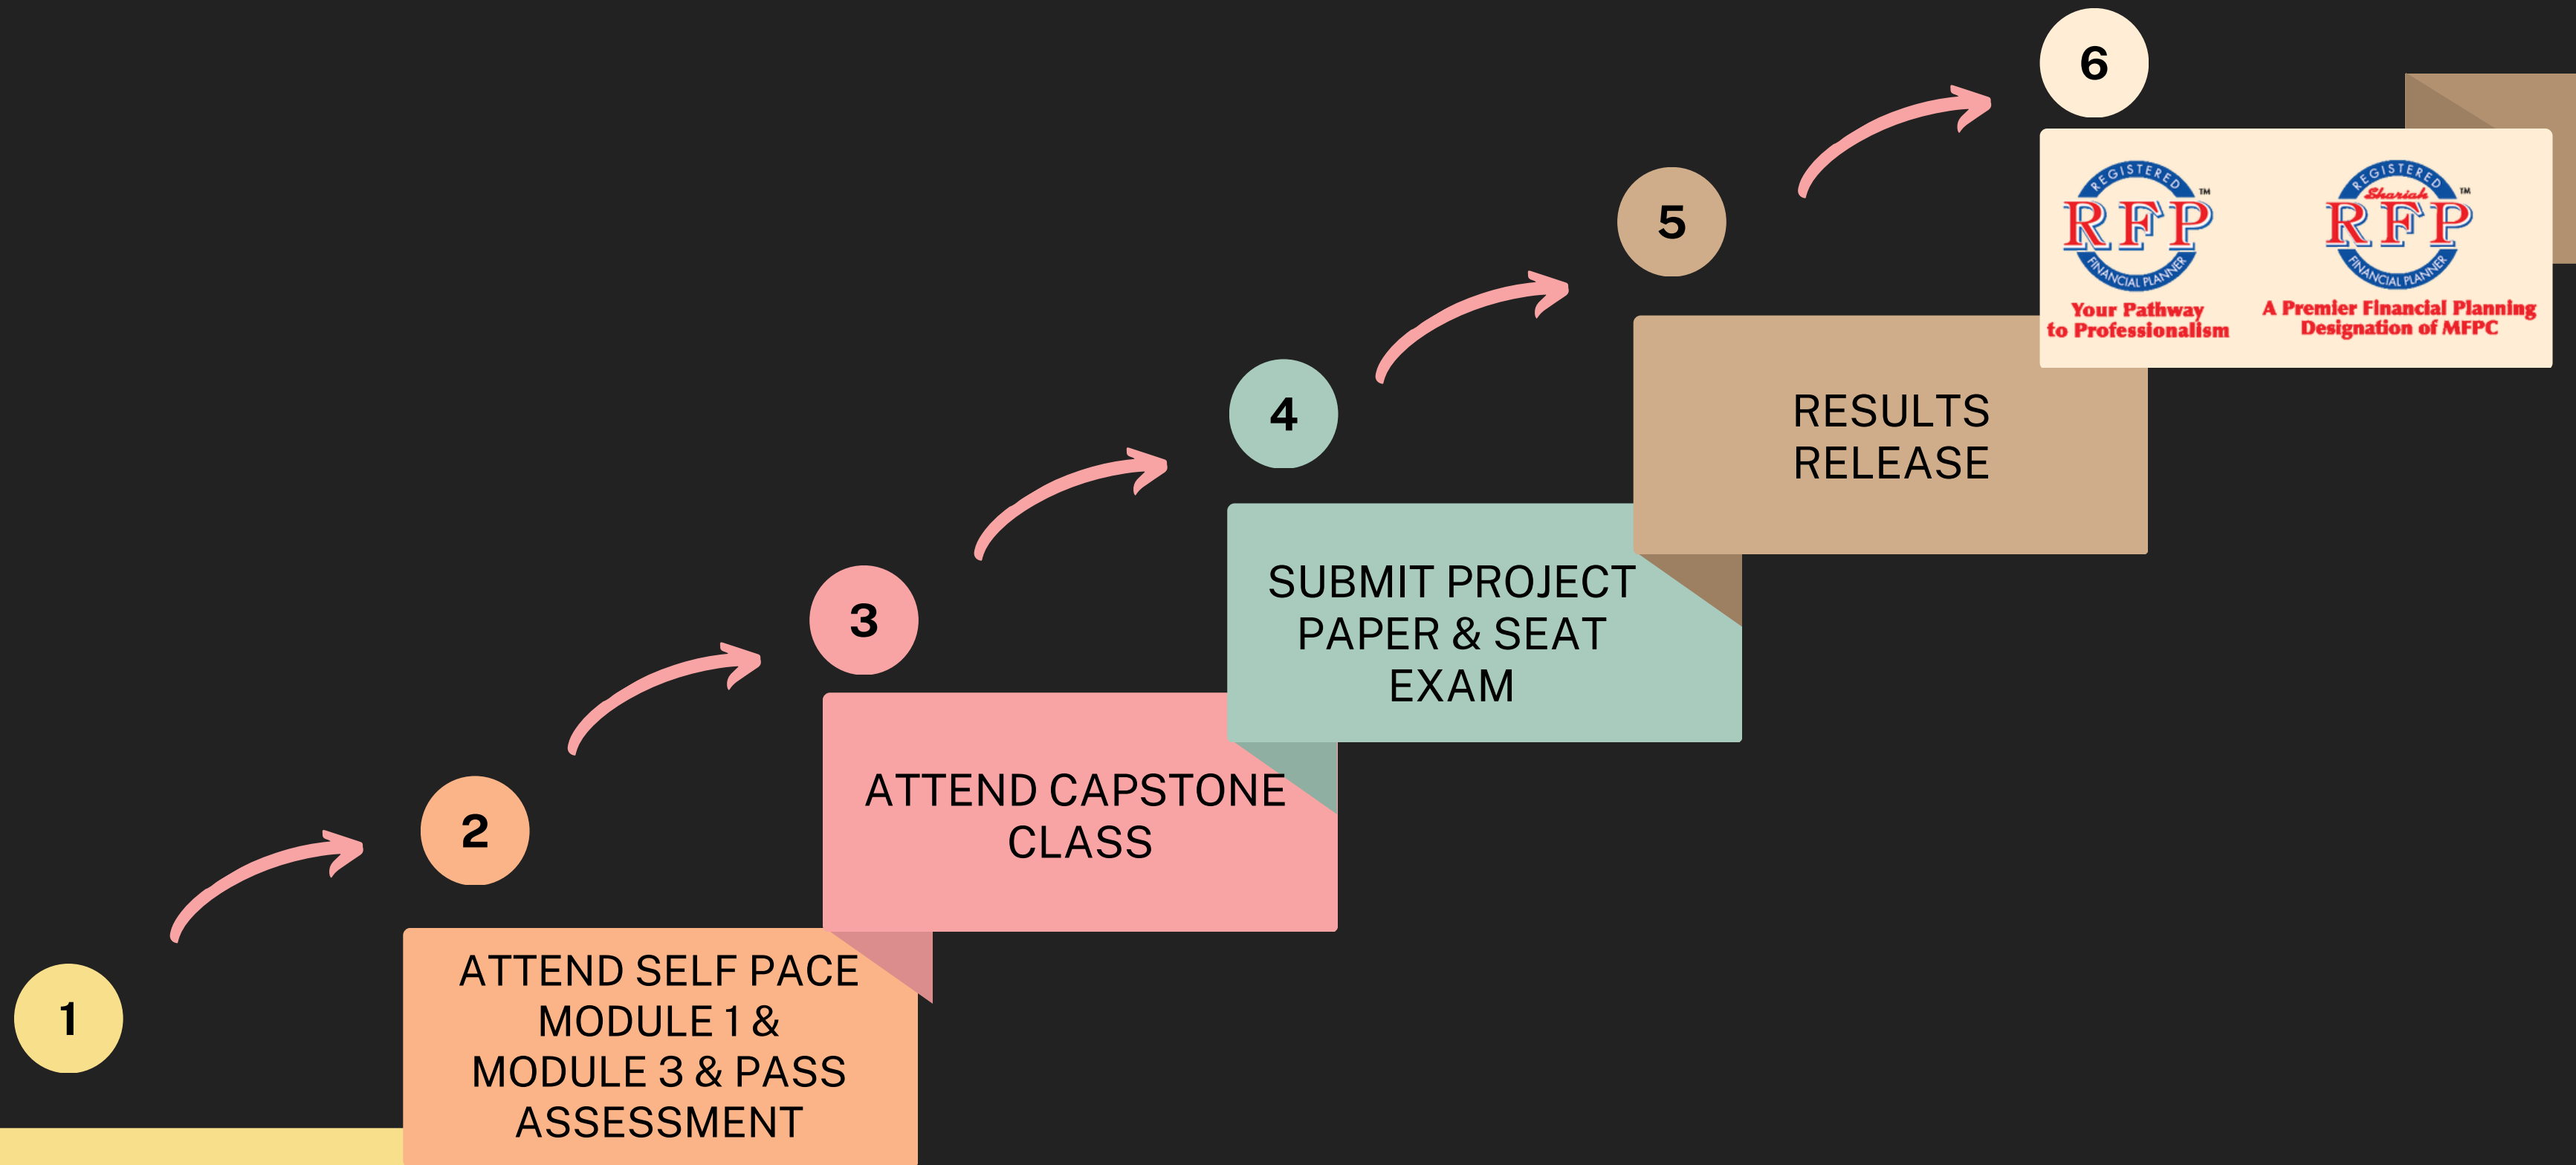 1
2
ATTEND SELF PACE
MODULE 1 &
MODULE 3 & PASS
ASSESSMENT
3
ATTEND CAPSTONE
CLASS
4
SUBMIT PROJECT
PAPER & SEAT
EXAM
5
RESULTS
RELEASE
6
REGISTERED
RFP
TM
FINANCIAL PLANNER
Your Pathway
to Professionalism
REGISTERED
Shariah
RFP
TM
FINANCIAL PLANNER
A Premier Financial Planning
Designation of MFPC